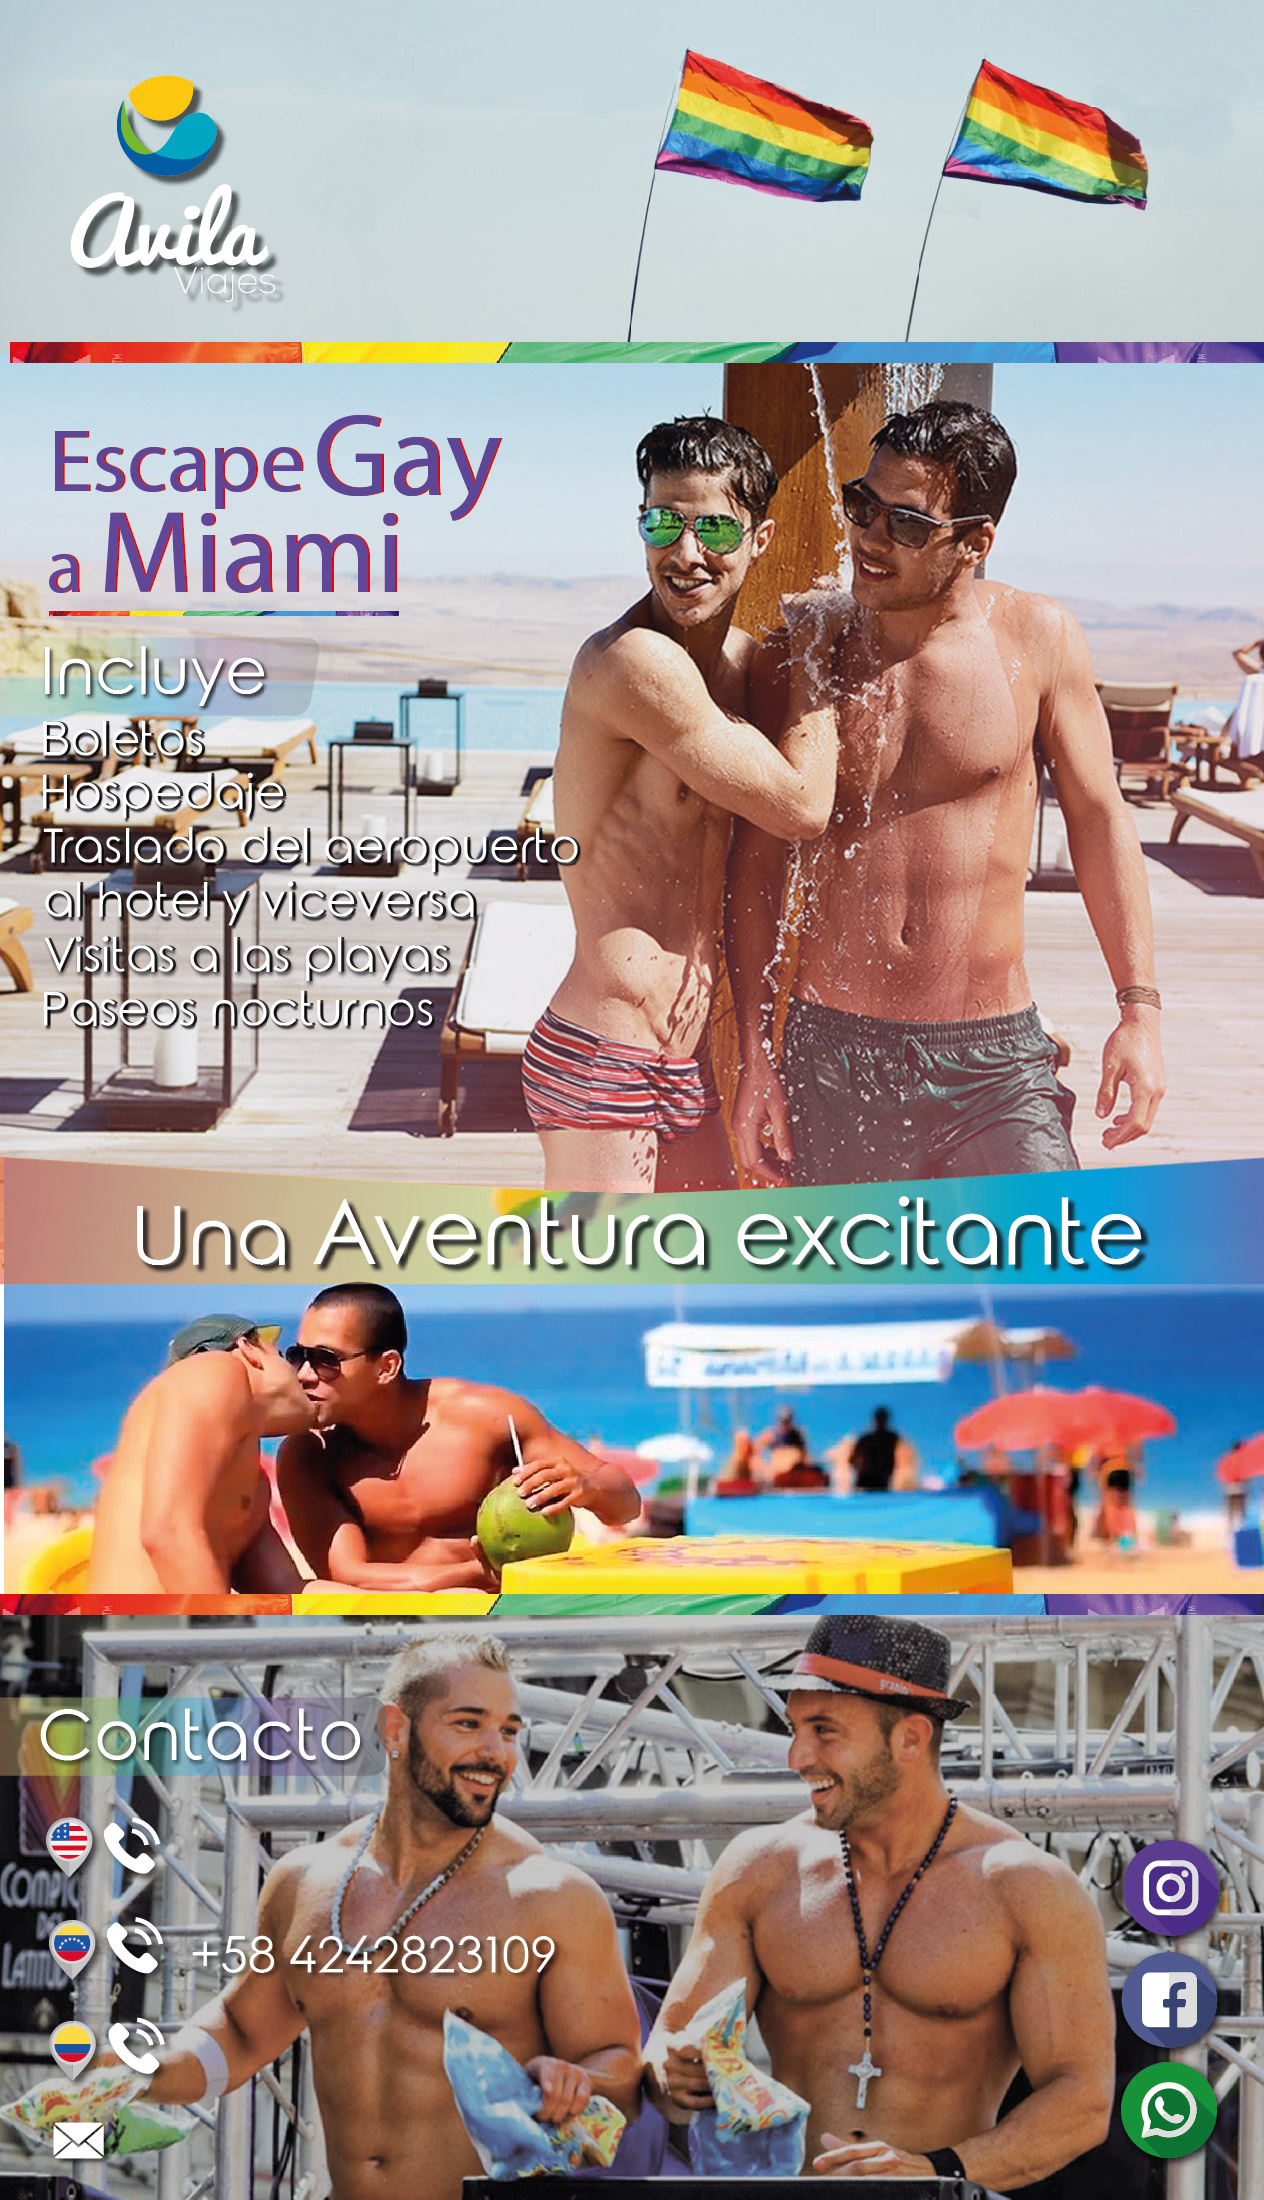 Avila
Viajes
Escape Gay
a Miami
Incluye
Boletos
Hospedaje
Traslado del aeropuerto
al hotel y viceversa
Visitas a las playas
Paseos nocturnos
Una Aventura excitante
Contacto
+58 4242823109
granini